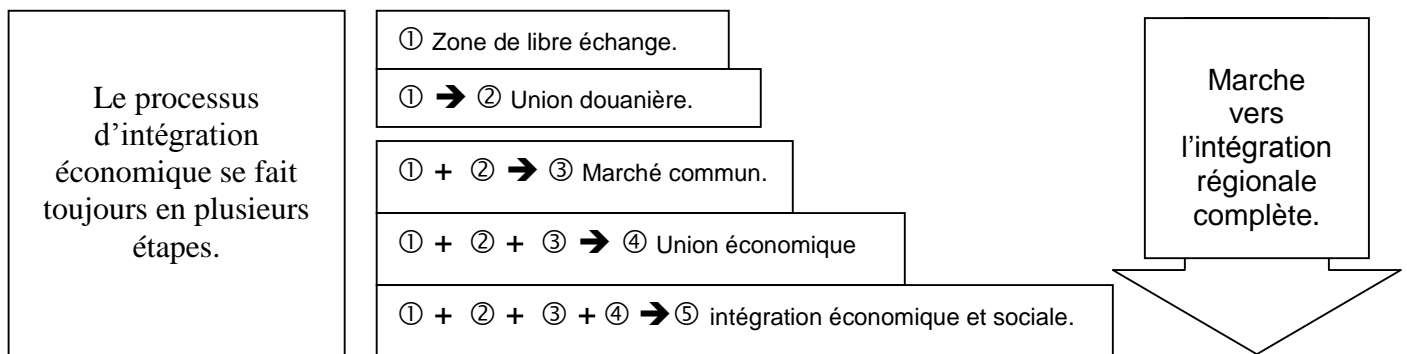 Le processus
d’intégration
économique se fait
toujours en plusieurs
étapes.
① Zone de libre échange.
① ➔ ② Union douanière.
① + ② ➔ ③ Marché commun.
① + ② + ③ ➔ ④ Union économique
① + ② + ③ + ④ ➔⑤ intégration économique et sociale.
Marche
vers
l’intégration
régionale
complète.